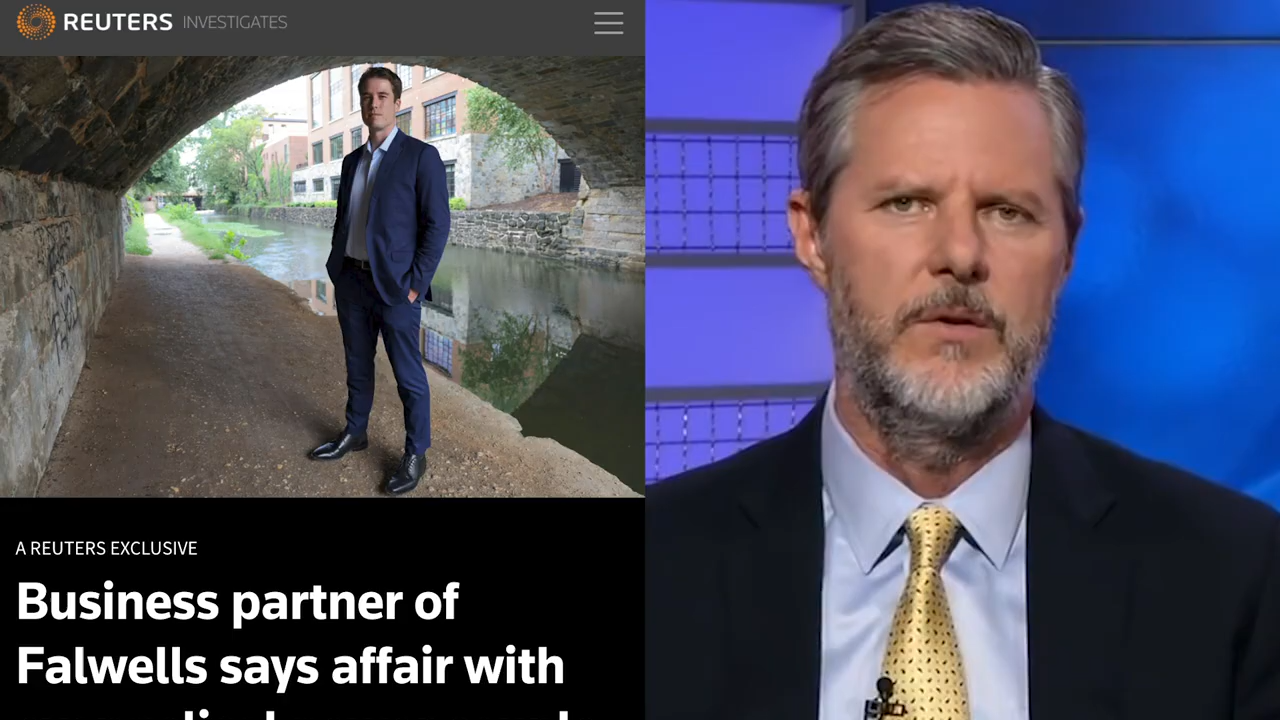 REUTERS INVESTIGATES
A REUTERS EXCLUSIVE
Business partner of
Falwells says affair with